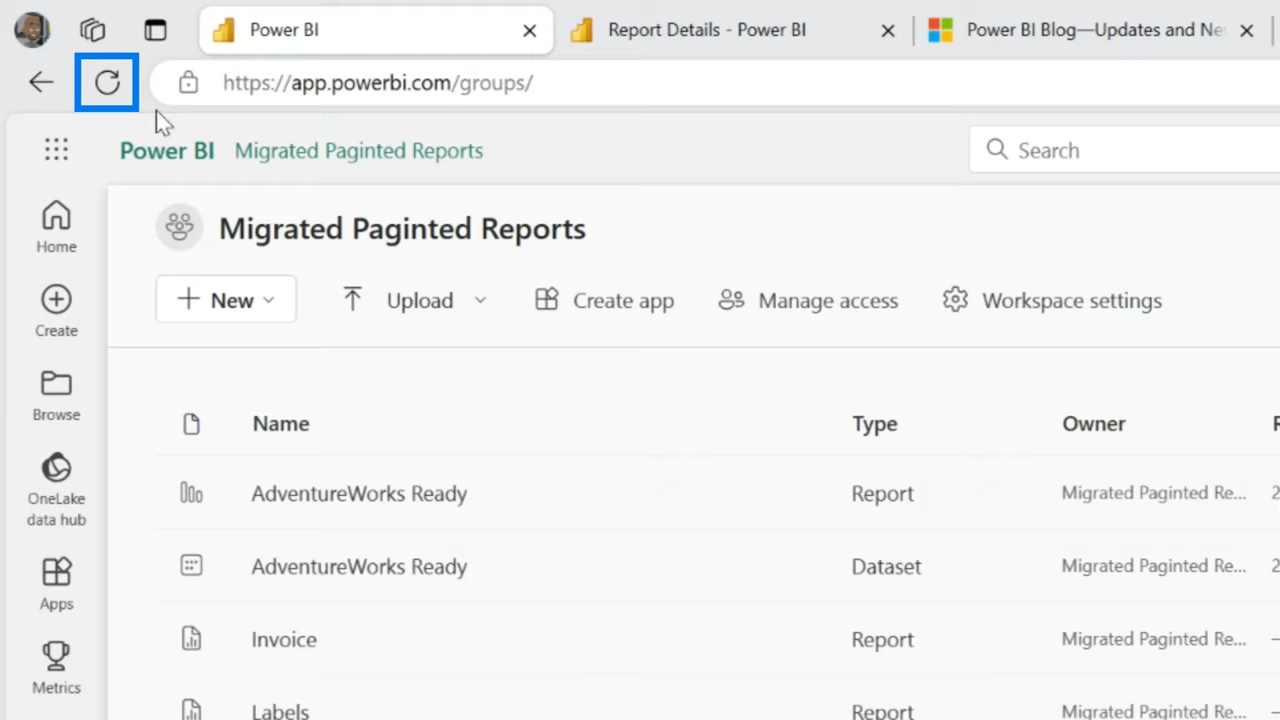 Power BI
Report Details - Power BI
Power BI Blog—Updates and Ne
https://app.powerbi.com/groups/
Power BI Migrated Paginted Reports
Search
Migrated Paginted Reports
New
Upload
Create app
Manage access
Workspace settings
Home
Create
Browse
OneLake
data hub
Apps
Metrics
Name Type Owner
AdventureWorks Ready Report Migrated Paginted Re...
AdventureWorks Ready Dataset Migrated Paginted Re...
Invoice Report Migrated Paginted Re...
Labels Report Migrated Paginted Re...